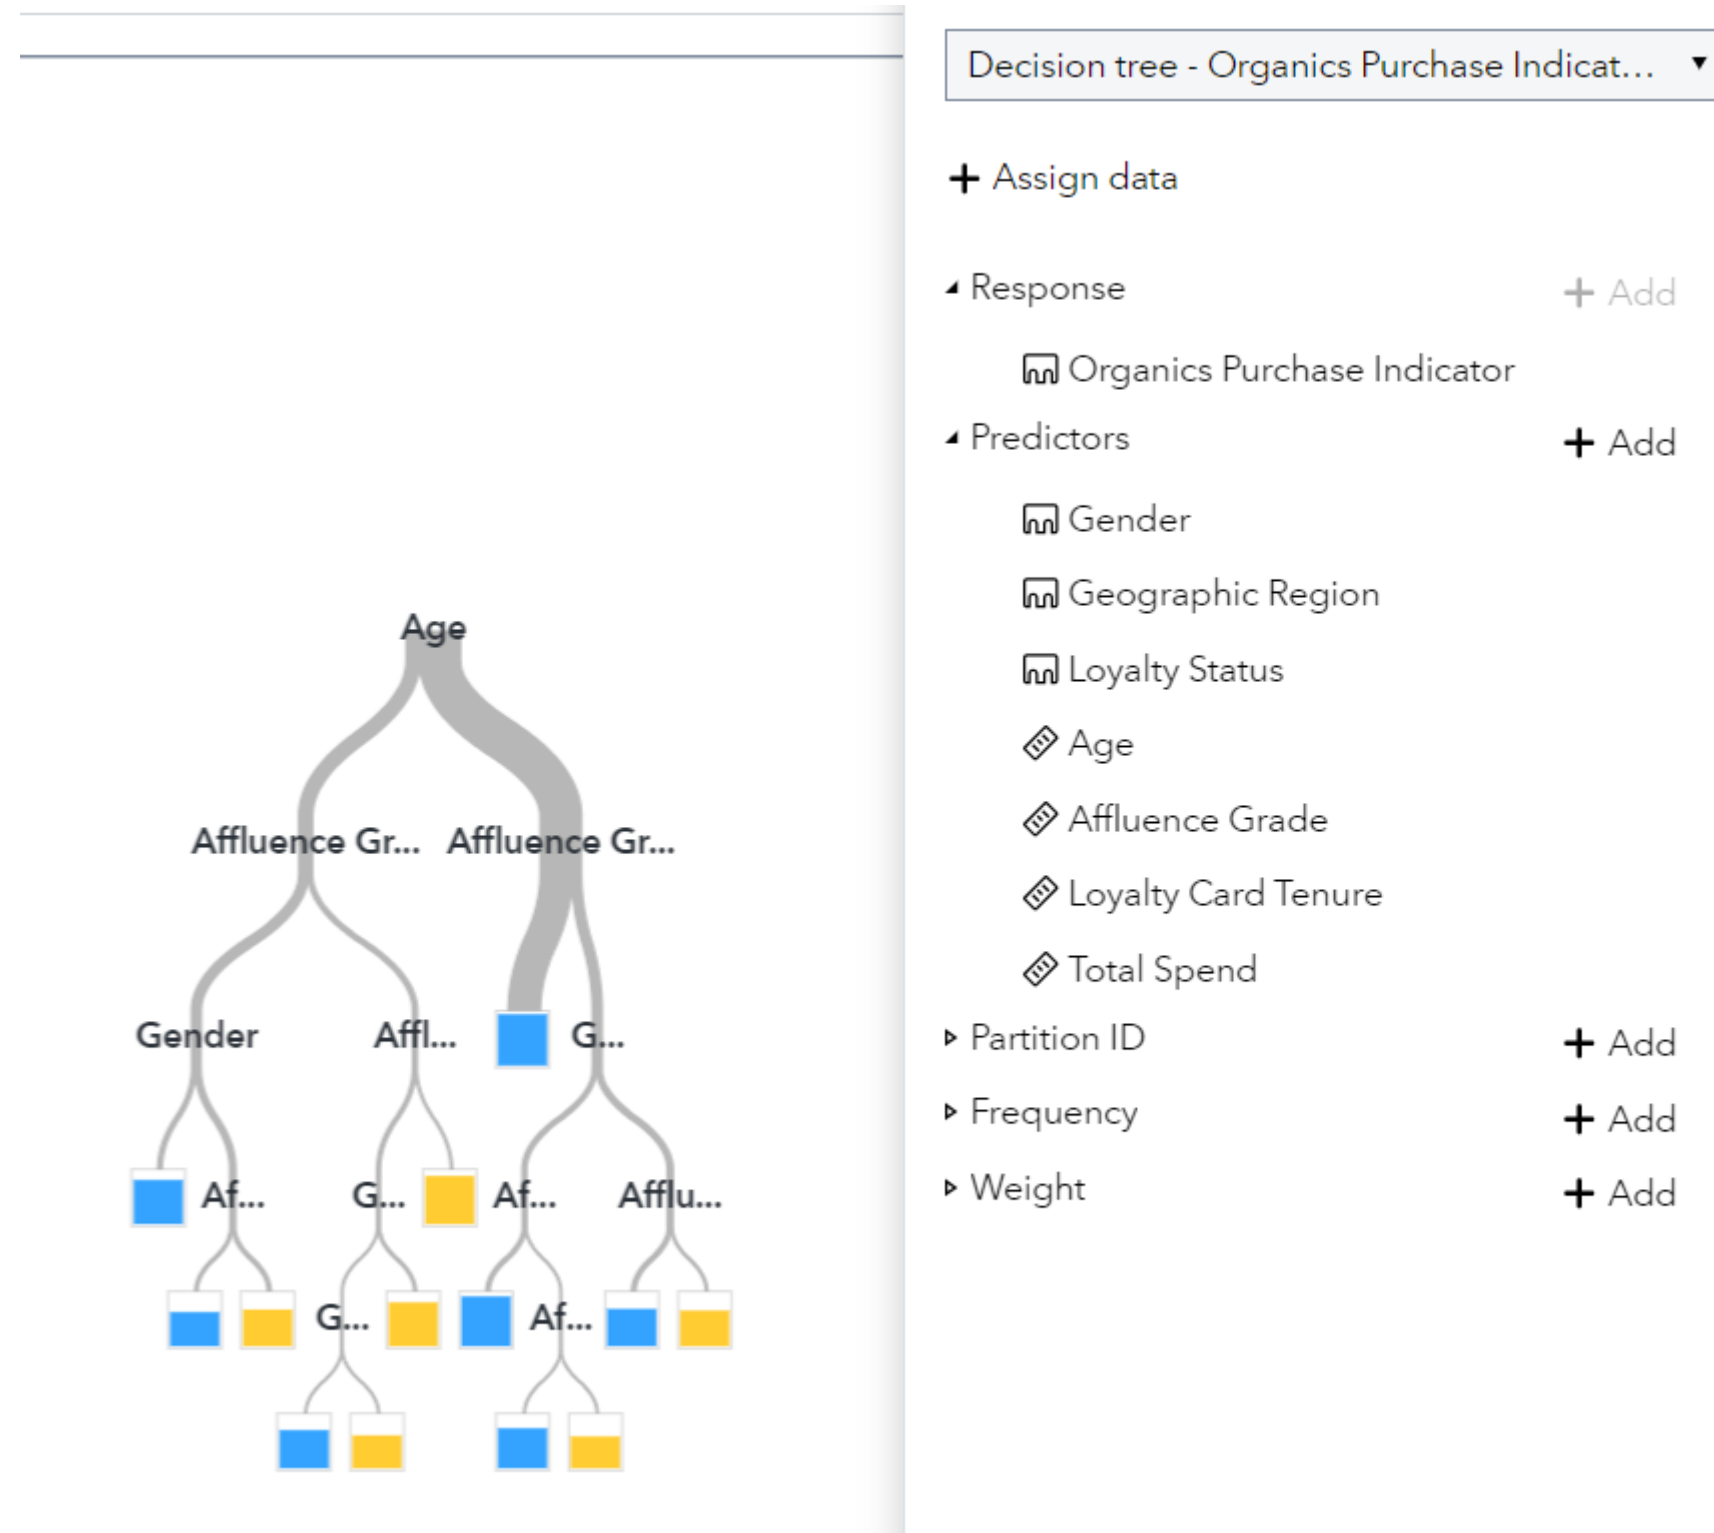 Decision tree - Organics Purchase Indicat...
Assign data
Response
Add
Organics Purchase Indicator
Predictors
Add
Gender
Geographic Region
Loyalty Status
Age
Affluence Grade
Loyalty Card Tenure
Total Spend
Partition ID
Add
Frequency
Add
Weight
Add
Age
Affluence Gr... Affluence Gr...
Gender Affl... G...
Af... G... Af... Afflu...
G... Af...